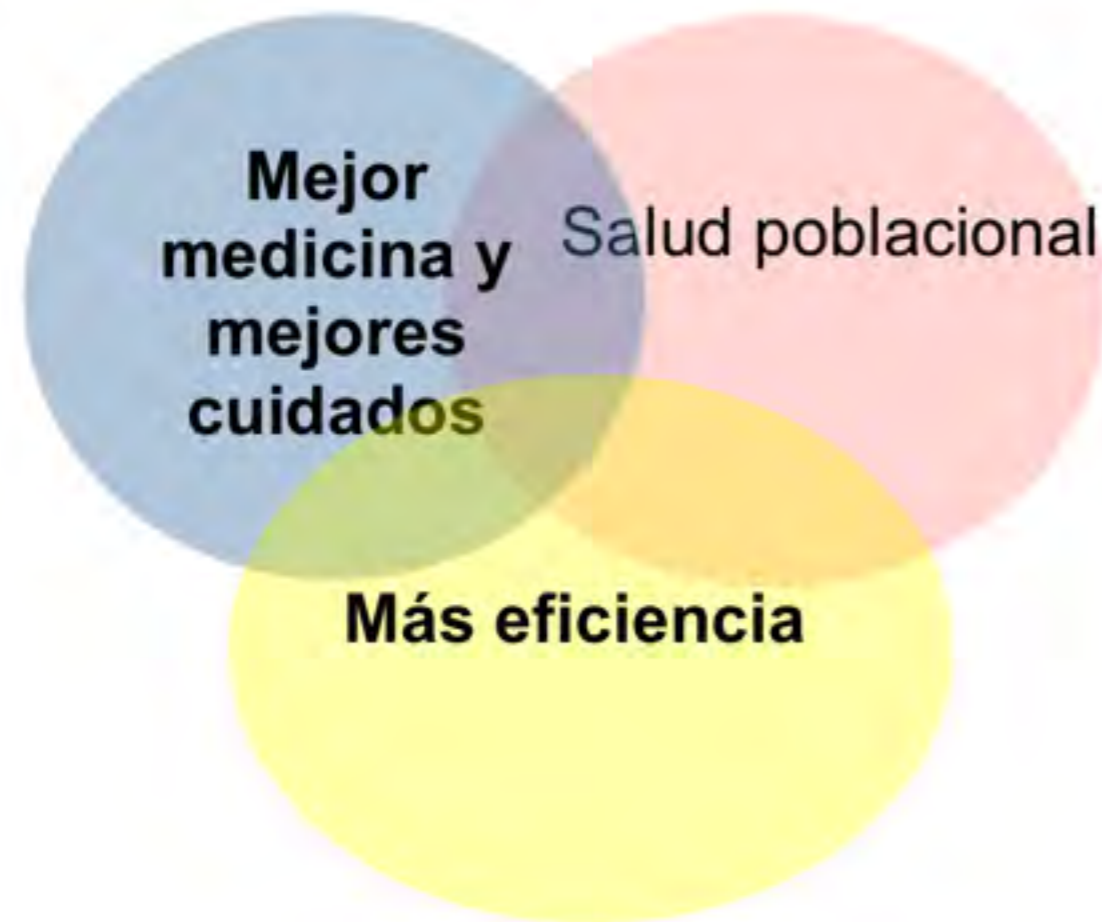 Mejor
medicina y
mejores
cuidados
Salud poblacional
Más eficiencia